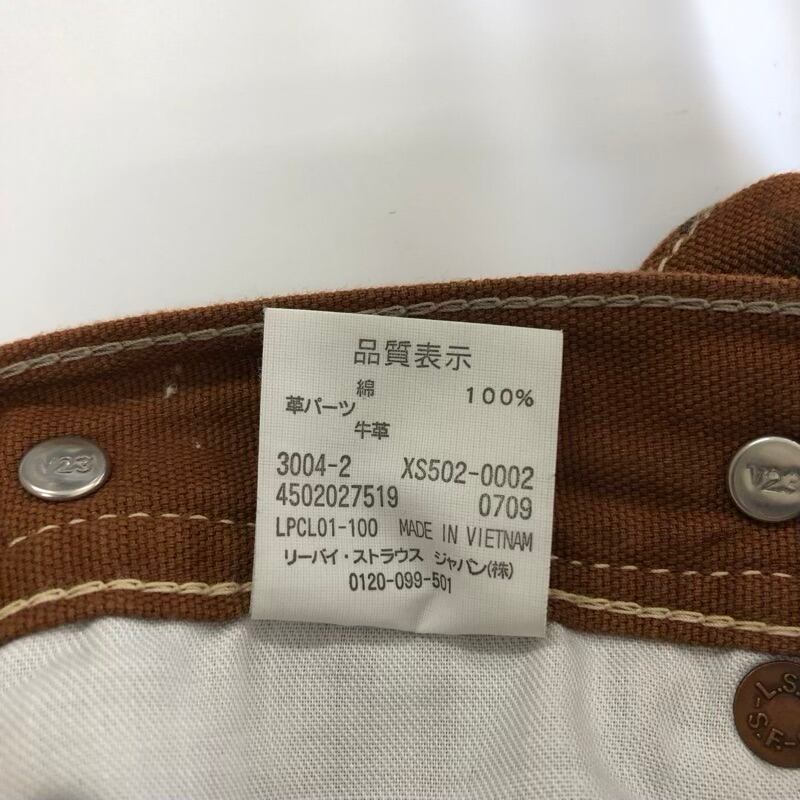 品質表示
綿 100%
革パーツ
牛革
3004-2 XS502-0002
4502027519 0709
LPCL01-100 MADE IN VIETNAM
リーバイ・ストラウス ジャパン(株)
0120-099-501
V23
V23
-L.S.
S.F.-